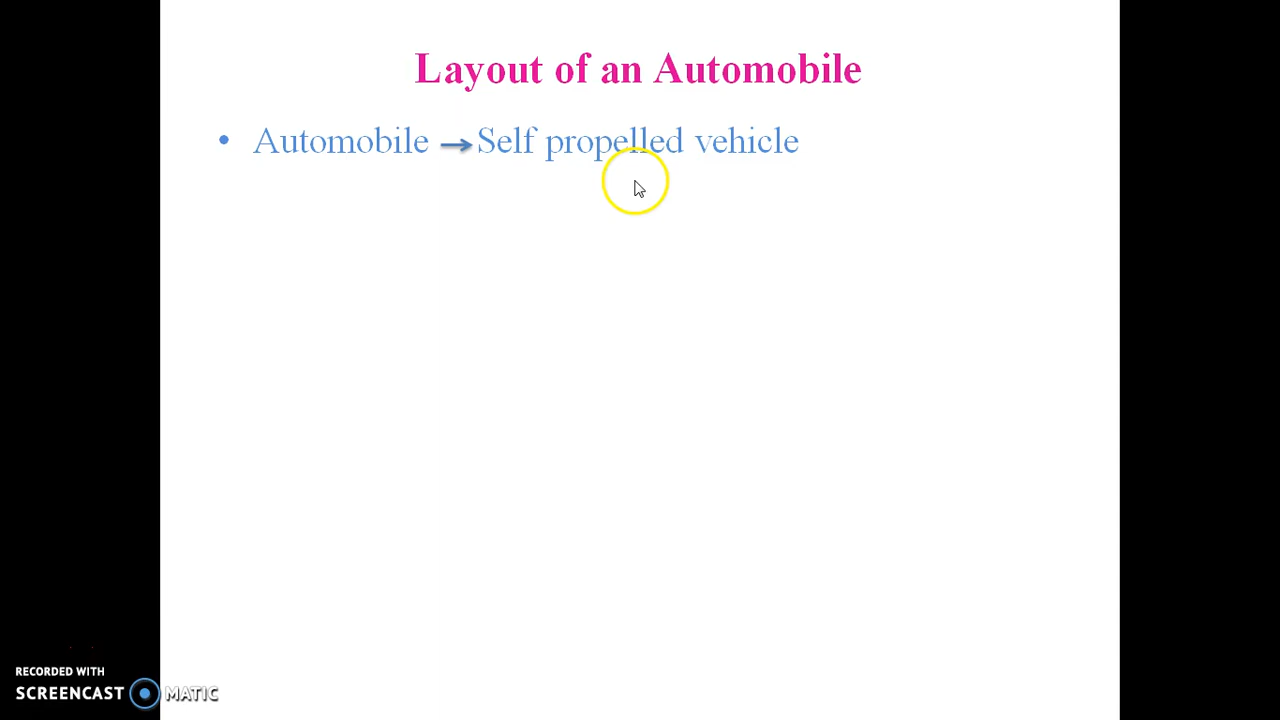 Layout of an Automobile
• Automobile → Self propelled vehicle
RECORDED WITH
SCREENCAST MATIC